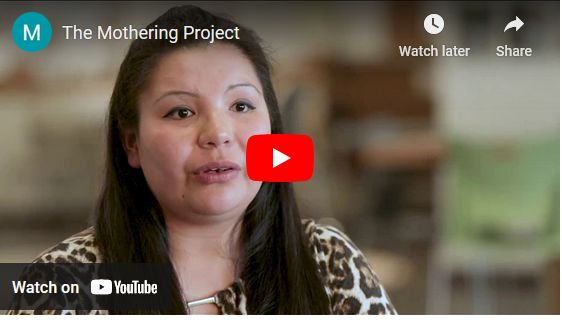 M
The Mothering Project
Watch later
Share
Watch on YouTube